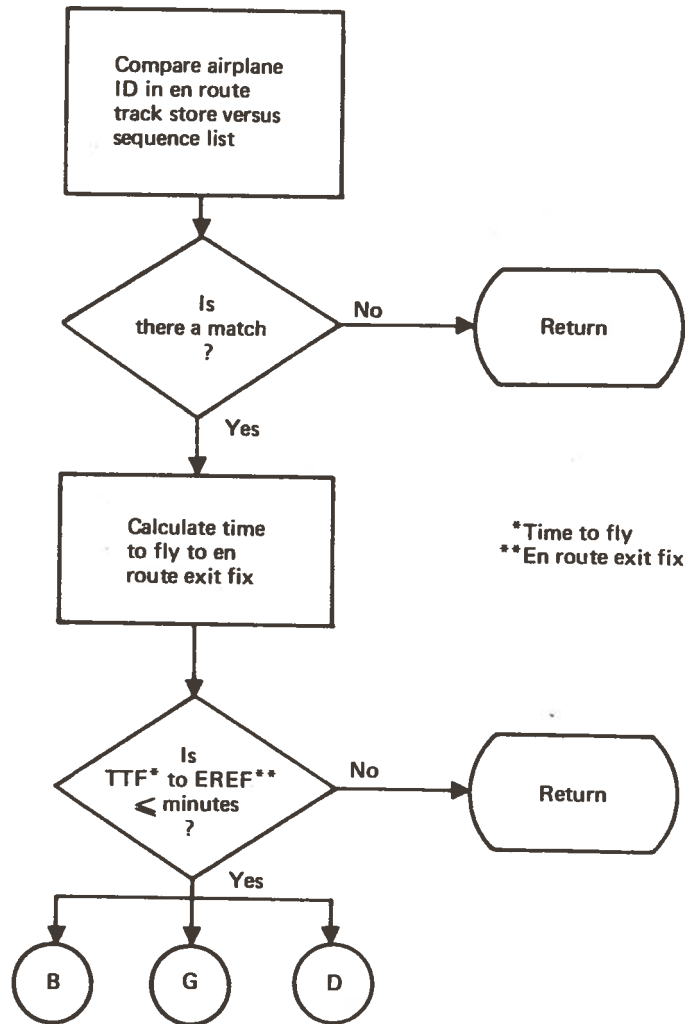 Compare airplane
ID in en route
track store versus
sequence list
Is
there a match
?
No
Return
Yes
Calculate time
to fly to en
route exit fix
*Time to fly
**En route exit fix
Is
TTF* to EREF**
⩽ minutes
?
No
Return
Yes
B
G
D